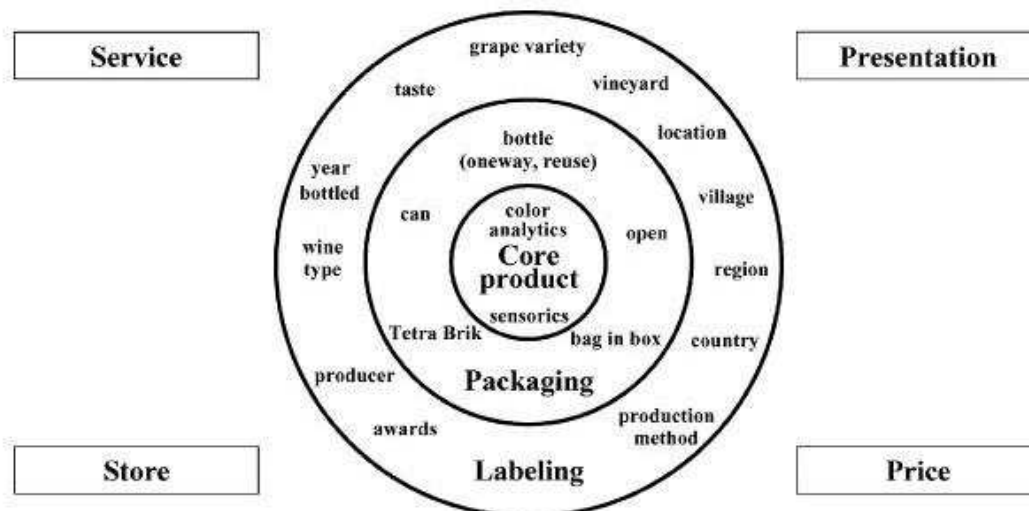 Service
Presentation
grape variety
taste
vineyard
location
bottle
(oneway, reuse)
year
bottled
village
can
color
analytics
open
Core
product
wine
type
region
sensorics
Tetra Brik
bag in box
country
producer
Packaging
awards
production
method
Store
Labeling
Price